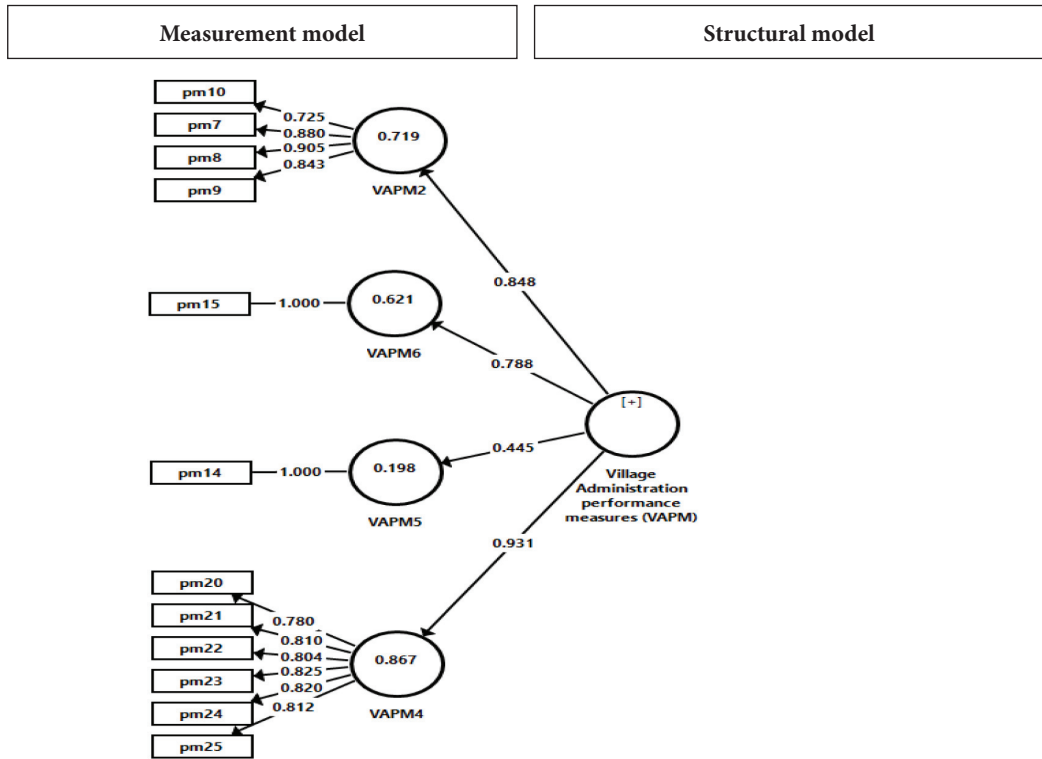 Measurement model
Structural model
pm10
pm7
pm8
pm9
0.725
0.880
0.905
0.843
0.719
VAPM2
0.848
pm15
1.000
0.621
VAPM6
0.788
[+]
pm14
1.000
0.198
VAPM5
0.445
Village
Administration
performance
measures (VAPM)
0.931
pm20
pm21
pm22
pm23
pm24
pm25
0.780
0.810
0.804
0.825
0.820
0.812
0.867
VAPM4